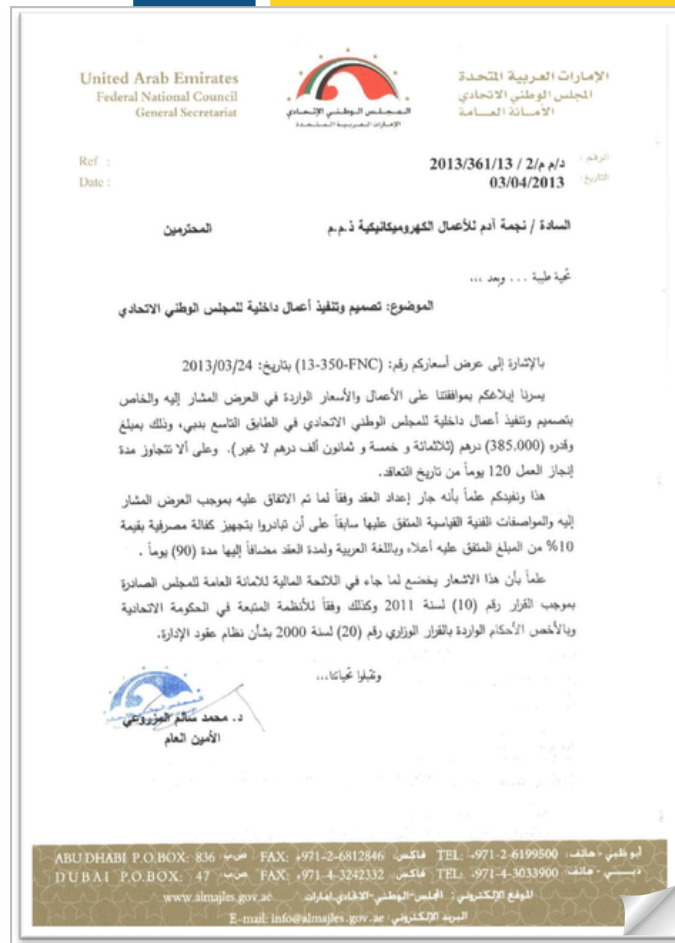 United Arab Emirates
Federal National Council
General Secretariat
المجلس الوطني الإتحادي
الإمارات العربية المتحدة
الإمارات العربية المتحدة
المجلس الوطني الاتحادي
الأمانة العامة
Ref :
Date :
الرقم : د/م م/2 / 2013/361/13
التاريخ : 03/04/2013
السادة / نجمة آدم للأعمال الكهروميكانيكية ذ.م.م المحترمين
تحية طيبة ... وبعد ،،،
الموضوع: تصميم وتنفيذ أعمال داخلية للمجلس الوطني الاتحادي
بالإشارة إلى عرض أسعاركم رقم: (13-350-FNC) بتاريخ: 2013/03/24
يسرنا إبلاغكم بموافقتنا على الأعمال والأسعار الواردة في العرض المشار إليه والخاص
بتصميم وتنفيذ أعمال داخلية للمجلس الوطني الاتحادي في الطابق التاسع بدبي، وذلك بمبلغ
وقدره (385.000) درهم (ثلاثمائة و خمسة و ثمانون ألف درهم لا غير). وعلى ألا تتجاوز مدة
إنجاز العمل 120 يوماً من تاريخ التعاقد.
هذا ونفيدكم علماً بأنه جار إعداد العقد وفقاً لما تم الاتفاق عليه بموجب العرض المشار
إليه والمواصفات الفنية القياسية المتفق عليها سابقاً على أن تبادروا بتجهيز كفالة مصرفية بقيمة
10% من المبلغ المتفق عليه أعلاه وباللغة العربية ولمدة العقد مضافاً إليها مدة (90) يوماً .
علماً بأن هذا الاشعار يخضع لما جاء في اللائحة المالية للامانة العامة للمجلس الصادرة
بموجب القرار رقم (10) لسنة 2011 وكذلك وفقاً للأنظمة المتبعة في الحكومة الاتحادية
وبالأخص الأحكام الواردة بالقرار الوزاري رقم (20) لسنة 2000 بشأن نظام عقود الإدارة.
وتقبلوا تحياتنا،،،
د. محمد سالم المزروعي
الأمين العام
ABU DHABI P.O.BOX: 836 ص.ب: FAX: +971-2-6812846 فاكس: TEL: +971-2-6199500 أبوظبي - هاتف:
DUBAI P.O.BOX: 47 ص.ب: FAX: +971-4-3242332 فاكس: TEL: +971-4-3033900 دبـــي - هاتف:
www.almajles.gov.ae الموقع الإلكتروني: المجلس-الوطني-الاتحادي.امارات
E-mail: info@almajles.gov.ae البريد الإلكتروني